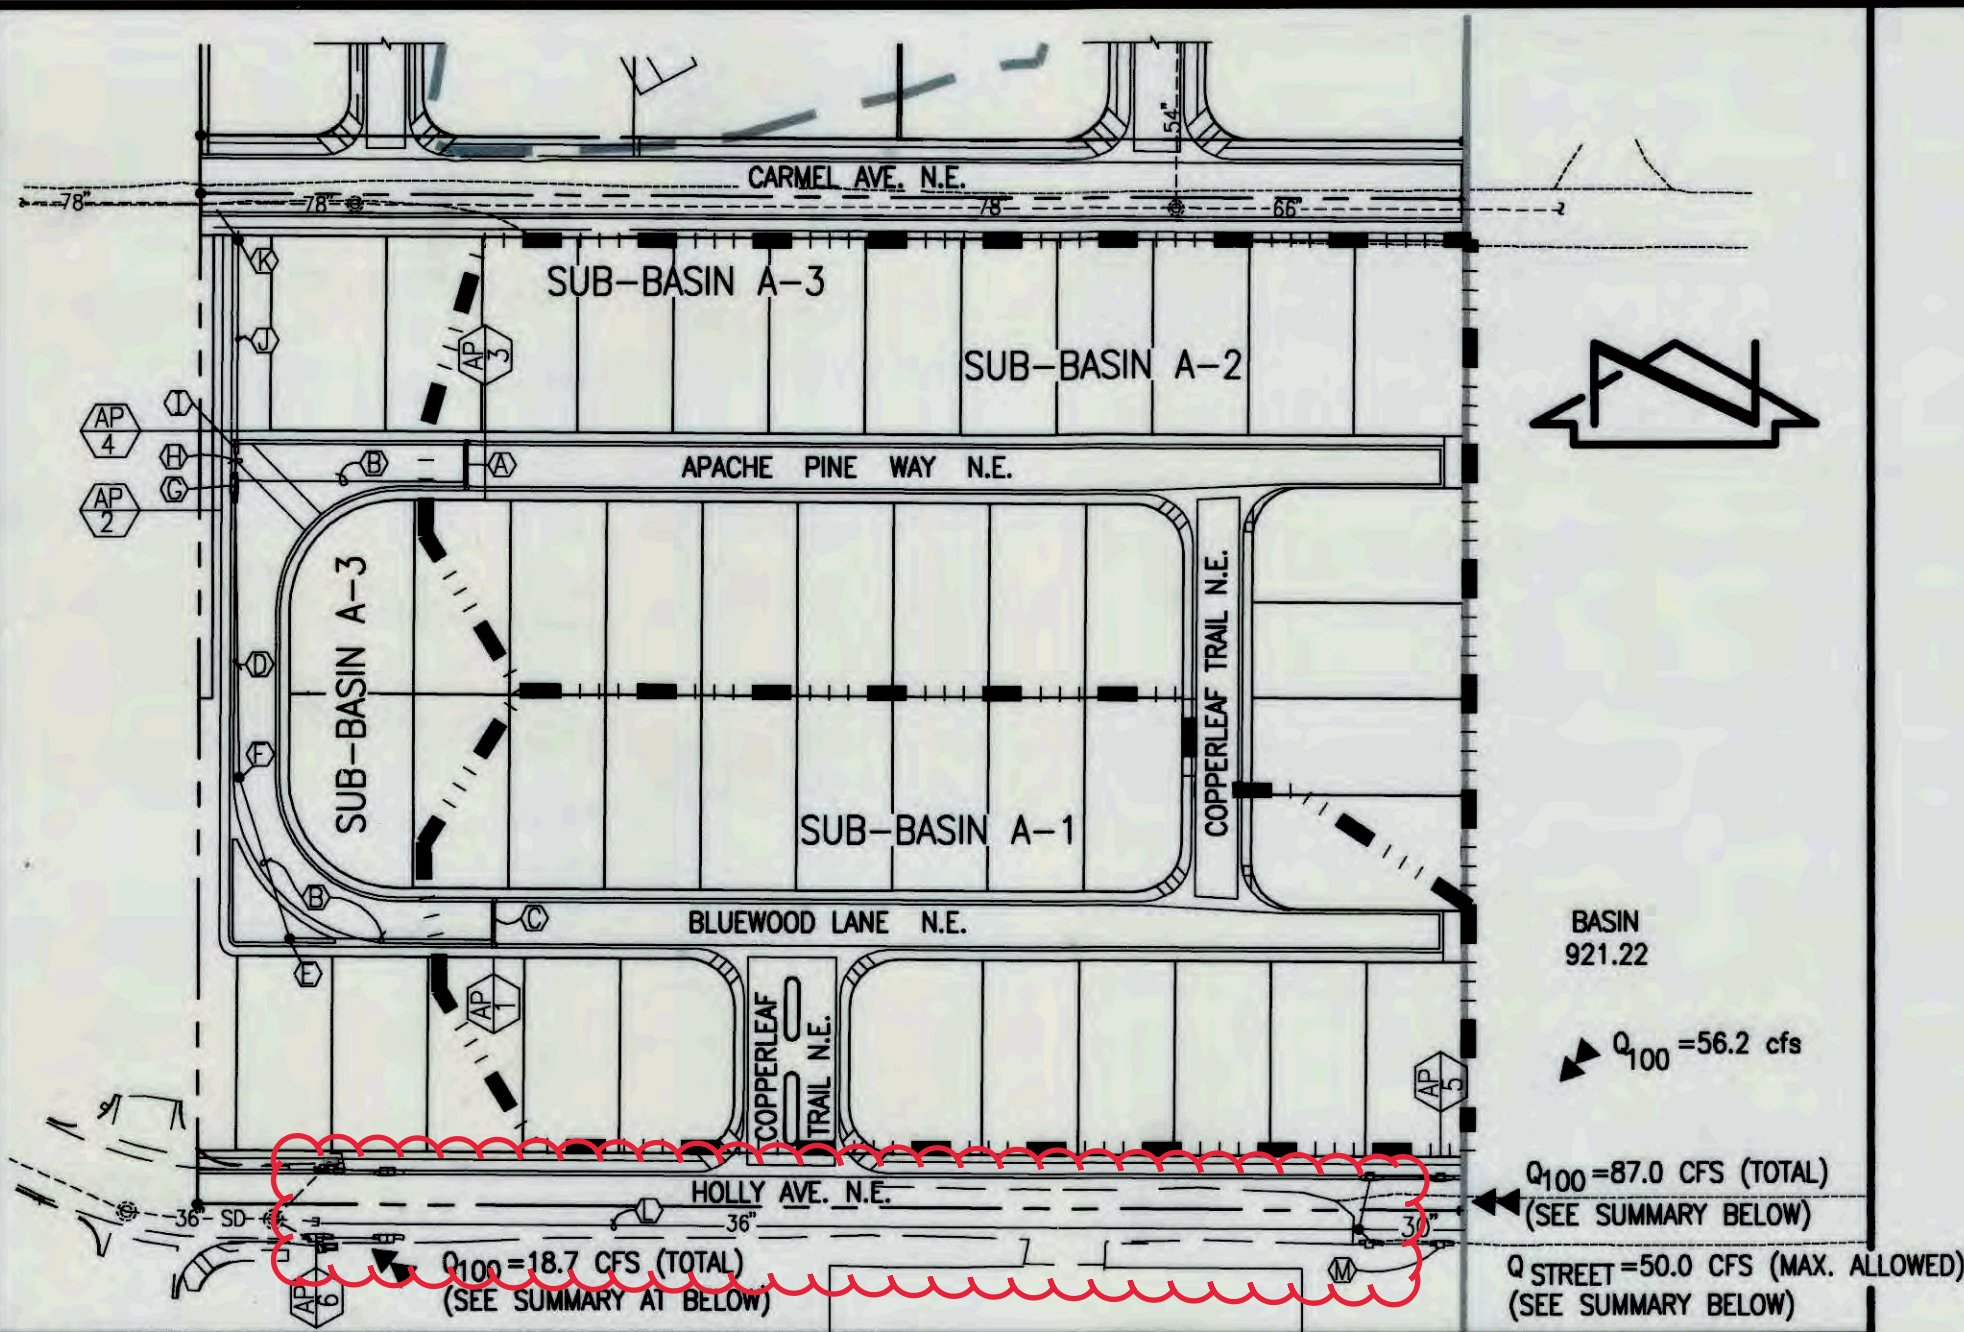 54"
CARMEL AVE. N.E.
78"
78"
78"
66"
K
SUB-BASIN A-3
J
AP
3
SUB-BASIN A-2
I
AP
4
H
B
A
APACHE PINE WAY N.E.
G
AP
2
SUB-BASIN A-3
COPPERLEAF TRAIL N.E.
D
F
SUB-BASIN A-1
B
C
BLUEWOOD LANE N.E.
BASIN
921.22
E
AP
1
COPPERLEAF
TRAIL N.E.
Q100 =56.2 cfs
AP
5
Q100 =87.0 CFS (TOTAL)
(SEE SUMMARY BELOW)
HOLLY AVE. N.E.
36" SD
L
36"
30"
Q100 =18.7 CFS (TOTAL)
(SEE SUMMARY AT BELOW)
M
Q STREET =50.0 CFS (MAX. ALLOWED)
(SEE SUMMARY BELOW)
AP
6